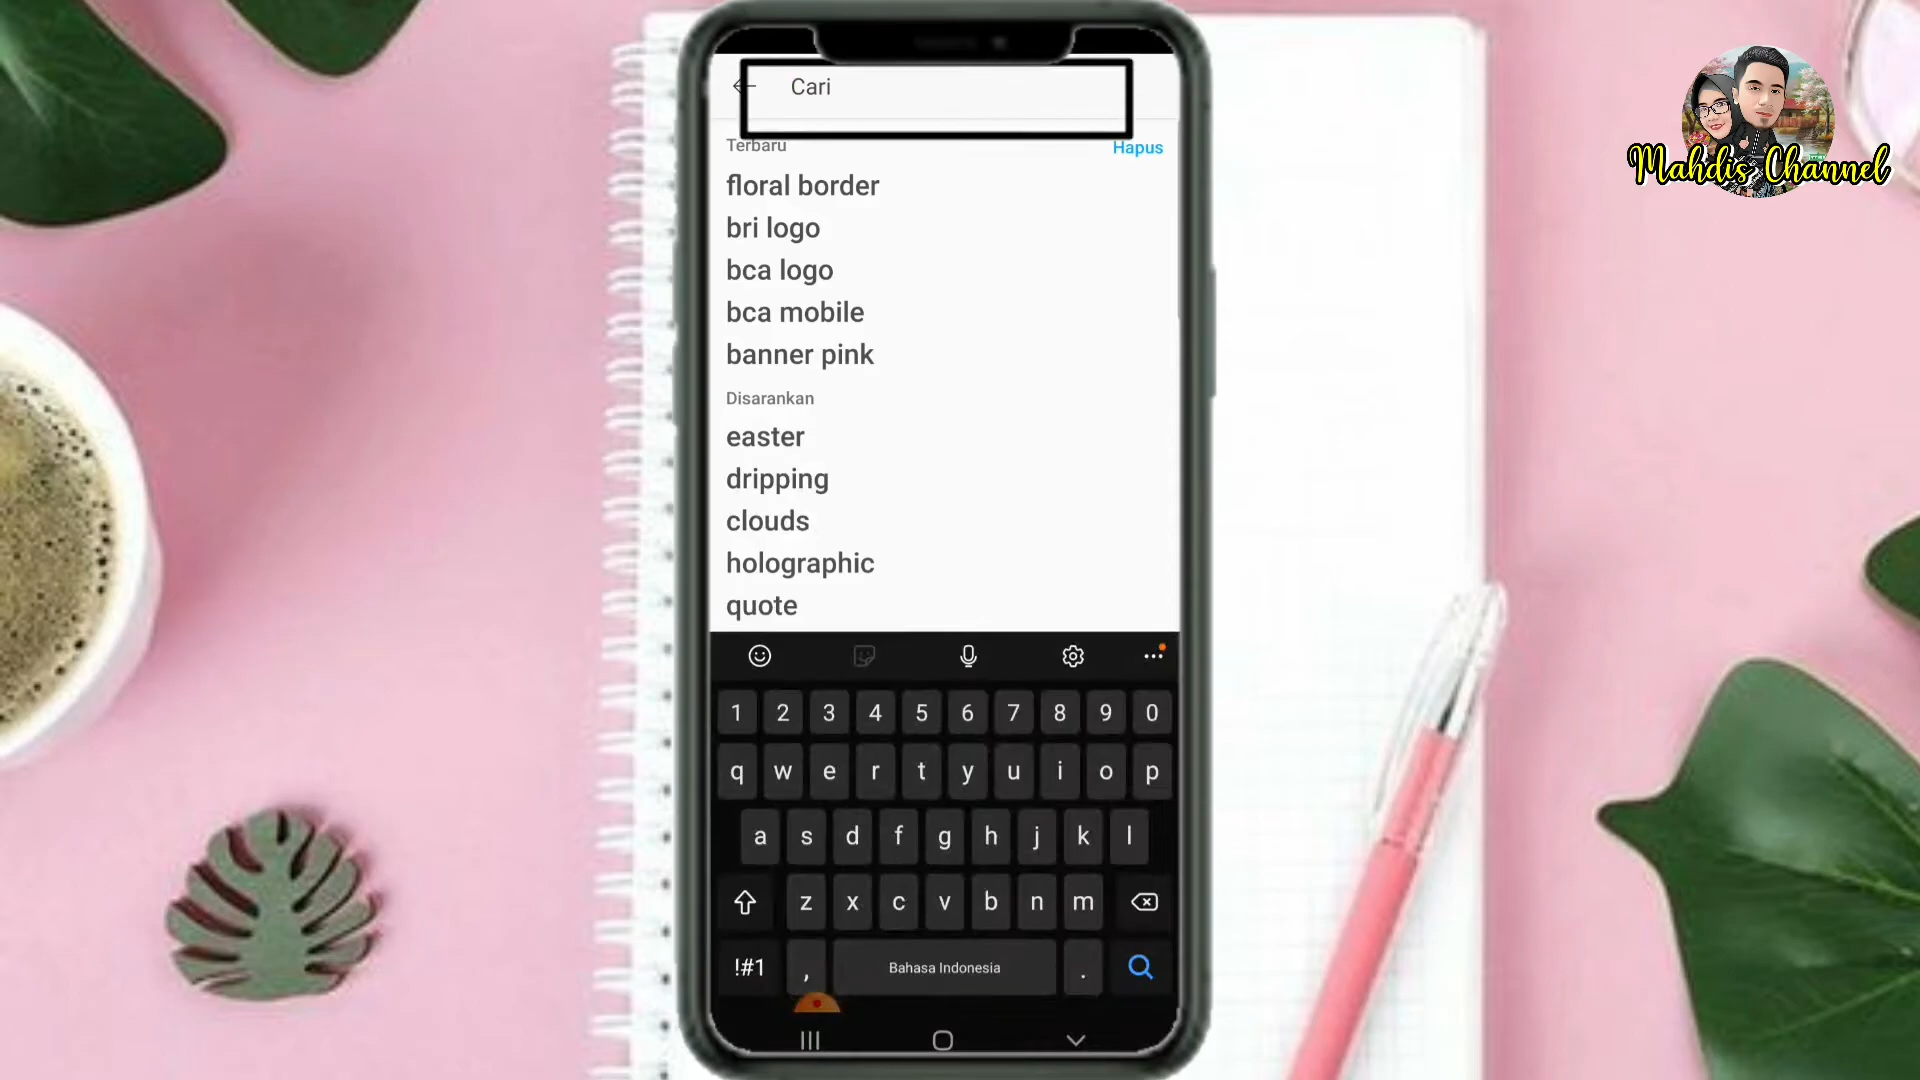 Cari
Mahdis Channel
Terbaru
Hapus
floral border
bri logo
bca logo
bca mobile
banner pink
Disarankan
easter
dripping
clouds
holographic
quote
1 2 3 4 5 6 7 8 9 0
q w e r t y u i o p
a s d f g h j k l
z x c v b n m
!#1 , Bahasa Indonesia .